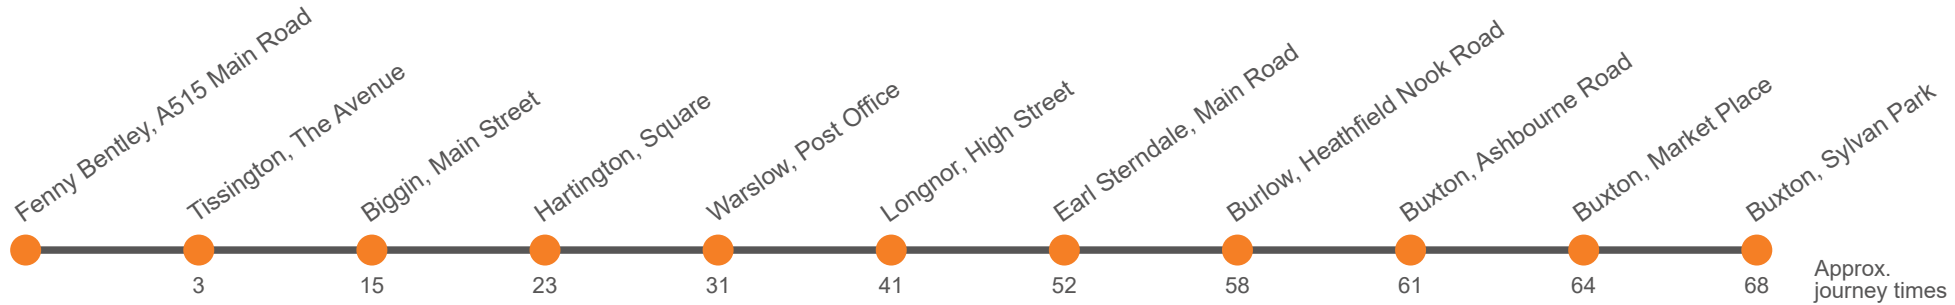 Fenny Bentley, A515 Main Road
Tissington, The Avenue
Biggin, Main Street
Hartington, Square
Warslow, Post Office
Longnor, High Street
Earl Sterndale, Main Road
Burlow, Heathfield Nook Road
Buxton, Ashbourne Road
Buxton, Market Place
Buxton, Sylvan Park
3
15
23
31
41
52
58
61
64
68
Approx.
journey times